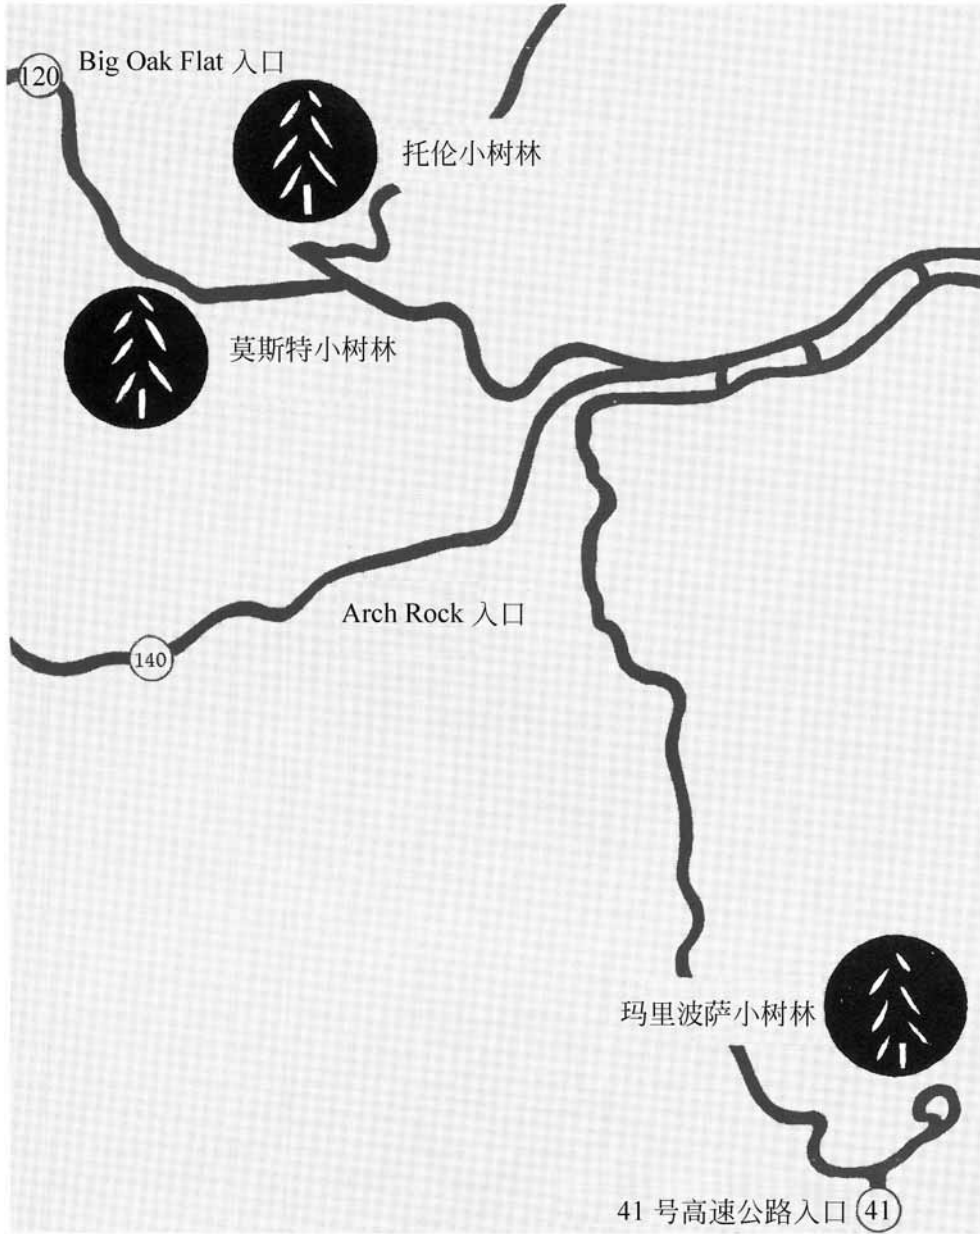 Big Oak Flat 入口
120
托伦小树林
莫斯特小树林
Arch Rock 入口
140
玛里波萨小树林
41 号高速公路入口
41